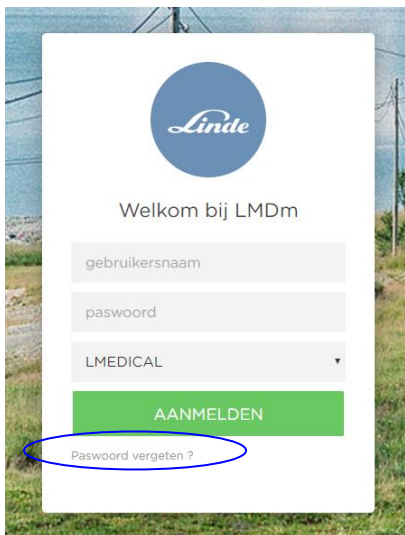 Linde
Welkom bij LMDm
gebruikersnaam
paswoord
LMEDICAL
AANMELDEN
Paswoord vergeten ?